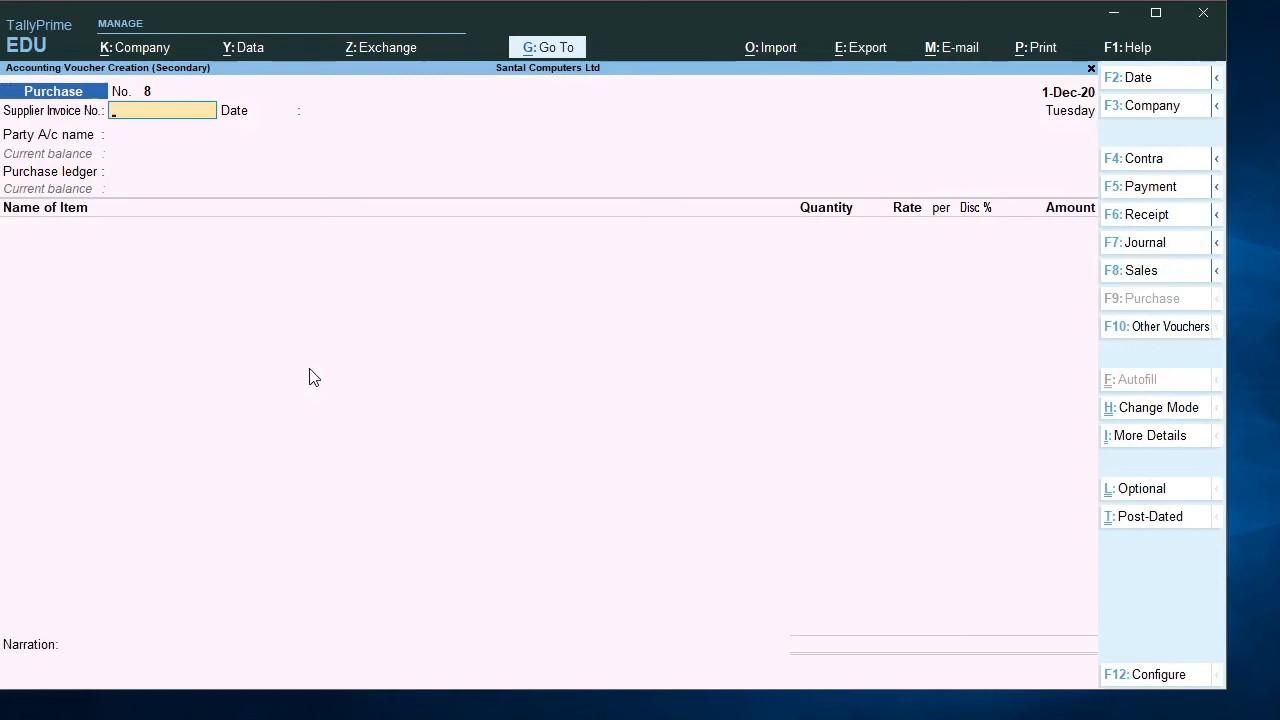 TallyPrime MANAGE
EDU K: Company Y: Data Z: Exchange G: Go To O: Import E: Export M: E-mail P: Print F1: Help
Accounting Voucher Creation (Secondary) Santal Computers Ltd
Purchase No. 8 1-Dec-20
Supplier Invoice No.: Date : Tuesday
Party A/c name :
Current balance :
Purchase ledger :
Current balance :
Name of Item Quantity Rate per Disc % Amount
Narration:
F2: Date
F3: Company
F4: Contra
F5: Payment
F6: Receipt
F7: Journal
F8: Sales
F9: Purchase
F10: Other Vouchers
F: Autofill
H: Change Mode
I: More Details
L: Optional
T: Post-Dated
F12: Configure